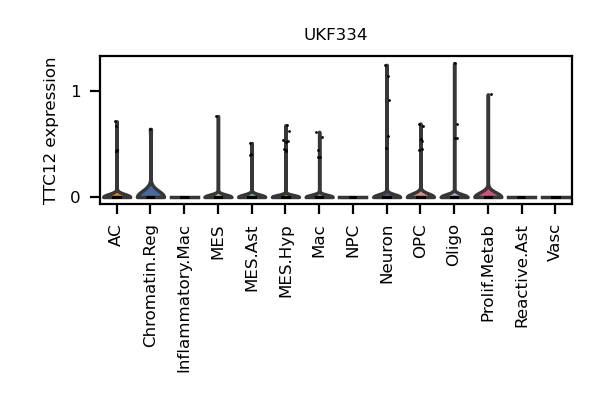 UKF334
TTC12 expression
1
0
AC
Chromatin.Reg
Inflammatory.Mac
MES
MES.Ast
MES.Hyp
Mac
NPC
Neuron
OPC
Oligo
Prolif.Metab
Reactive.Ast
Vasc